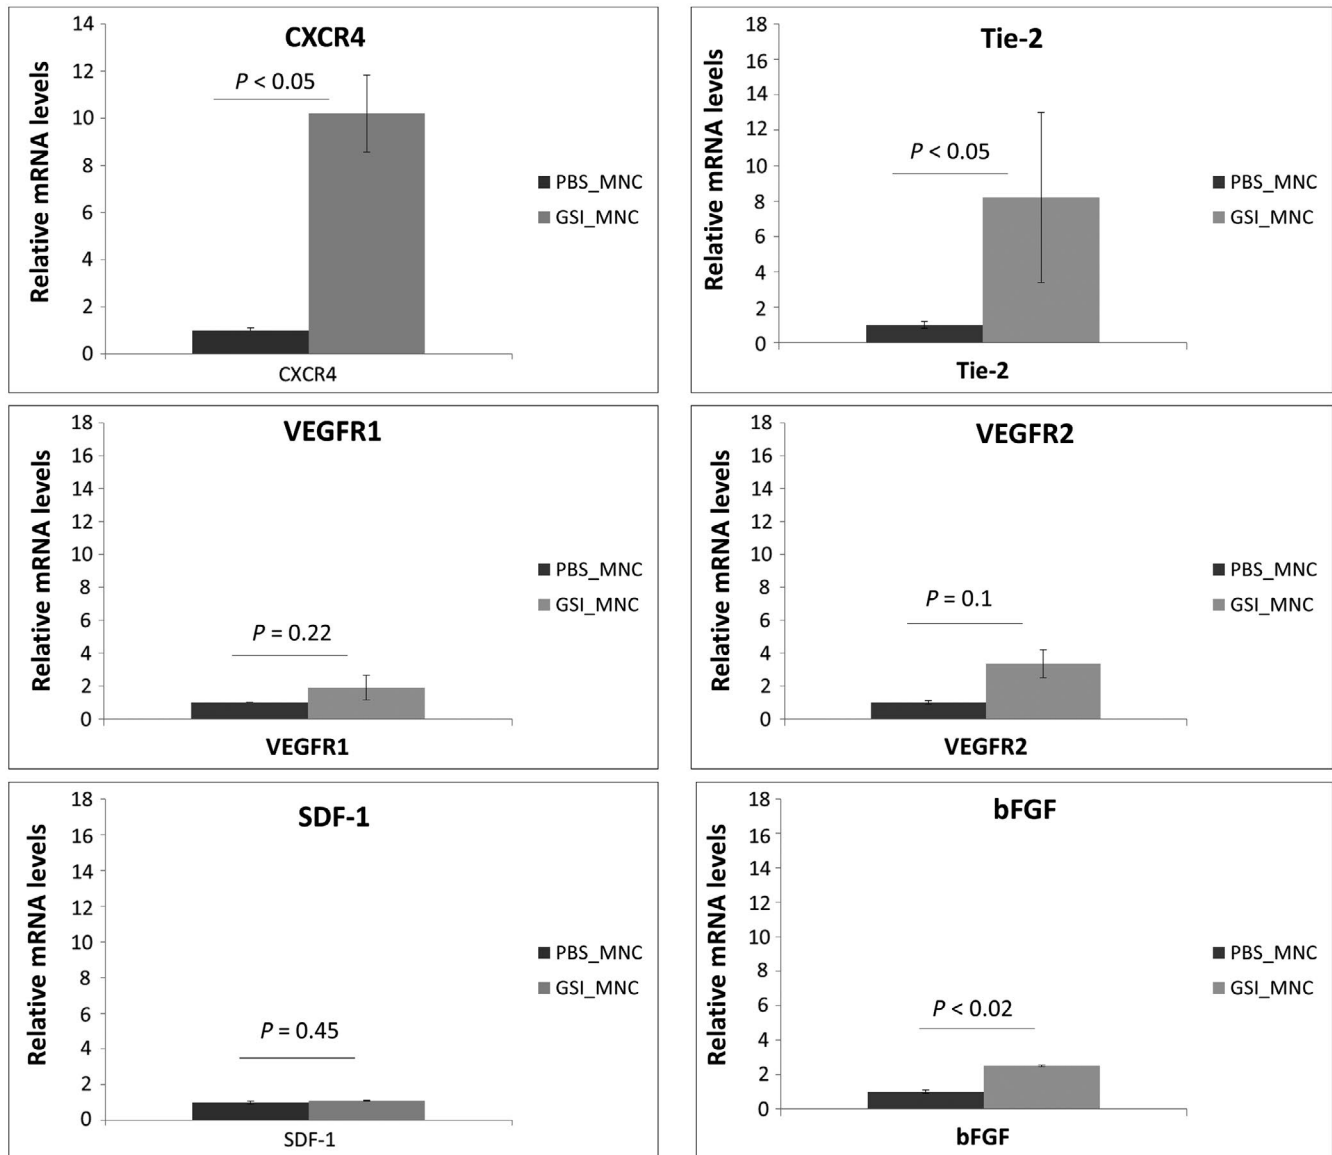 CXCR4
Relative mRNA levels
14
12
10
8
6
4
2
0
P < 0.05
PBS_MNC
GSI_MNC
CXCR4
Tie-2
Relative mRNA levels
18
16
14
12
10
8
6
4
2
0
P < 0.05
PBS_MNC
GSI_MNC
Tie-2
VEGFR1
Relative mRNA levels
18
16
14
12
10
8
6
4
2
0
P = 0.22
PBS_MNC
GSI_MNC
VEGFR1
VEGFR2
Relative mRNA levels
18
16
14
12
10
8
6
4
2
0
P = 0.1
PBS_MNC
GSI_MNC
VEGFR2
SDF-1
Relative mRNA levels
18
16
14
12
10
8
6
4
2
0
P = 0.45
PBS_MNC
GSI_MNC
SDF-1
bFGF
Relative mRNA levels
18
16
14
12
10
8
6
4
2
0
P < 0.02
PBS_MNC
GSI_MNC
bFGF